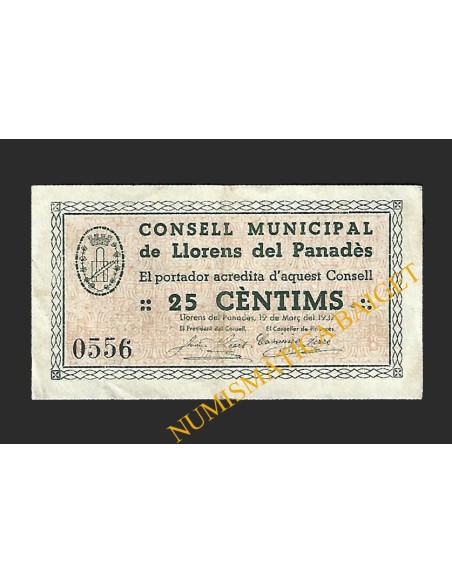 CONSELL MUNICIPAL
de Llorens del Panadès
El portador acredita d'aquest Consell
:: 25 CÈNTIMS ::
Llorens del Panadès, 19 de Març del 1937
El President del Consell, El Conseller de Finances,
0556
NUMISMATICA BAIGET